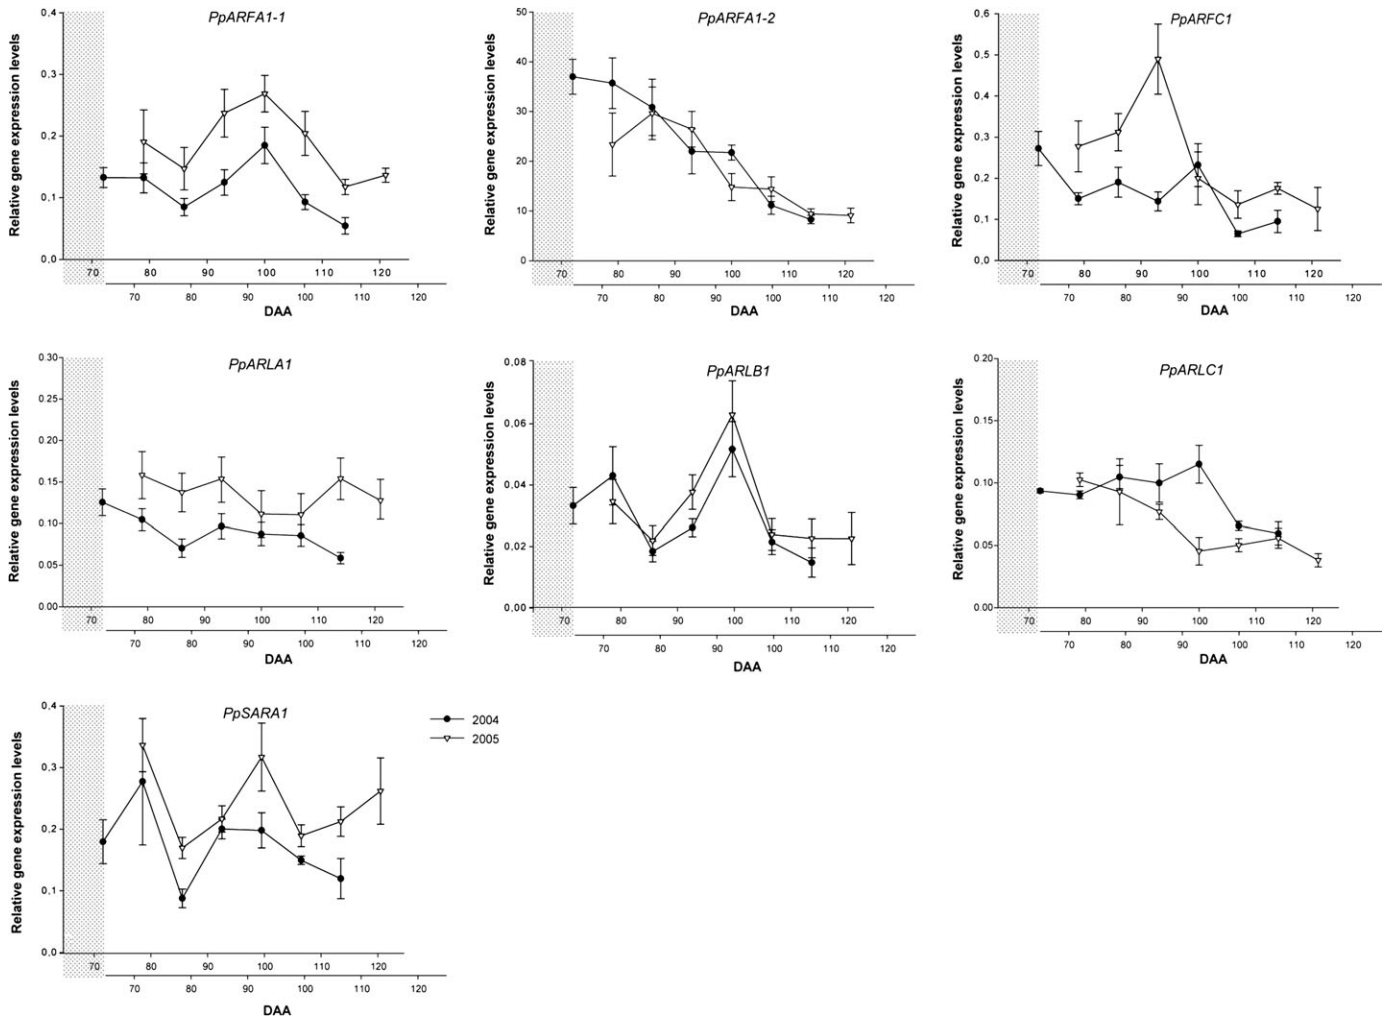 PpARFA1-1
Relative gene expression levels
0.4
0.3
0.2
0.1
0.0
70 80 90 100 110 120
70 80 90 100 110 120
DAA
PpARFA1-2
Relative gene expression levels
50
40
30
20
10
0
70 80 90 100 110 120
70 80 90 100 110 120
DAA
PpARFC1
Relative gene expression levels
0.6
0.5
0.4
0.3
0.2
0.1
0.0
70 80 90 100 110 120
70 80 90 100 110 120
DAA
PpARLA1
Relative gene expression levels
0.30
0.25
0.20
0.15
0.10
0.05
0.00
70 80 90 100 110 120
70 80 90 100 110 120
DAA
PpARLB1
Relative gene expression levels
0.08
0.06
0.04
0.02
0.00
70 80 90 100 110 120
70 80 90 100 110 120
DAA
PpARLC1
Relative gene expression levels
0.20
0.15
0.10
0.05
0.00
70 80 90 100 110 120
70 80 90 100 110 120
DAA
PpSARA1
Relative gene expression levels
0.4
0.3
0.2
0.1
0.0
70 80 90 100 110 120
70 80 90 100 110 120
DAA
2004
2005